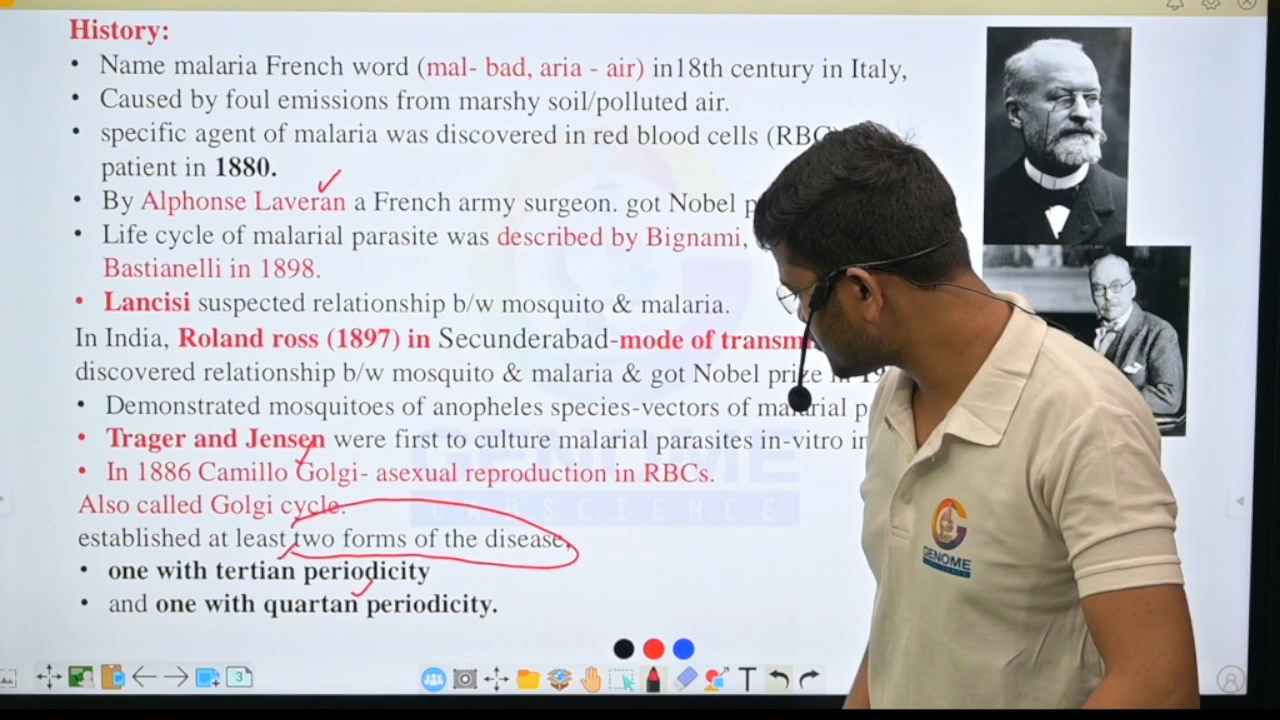 History:
• Name malaria French word (mal- bad, aria - air) in18th century in Italy,
• Caused by foul emissions from marshy soil/polluted air.
• specific agent of malaria was discovered in red blood cells (RBC
patient in 1880.
• By Alphonse Laveran a French army surgeon. got Nobel
• Life cycle of malarial parasite was described by Bignami,
Bastianelli in 1898.
• Lancisi suspected relationship b/w mosquito & malaria.
In India, Roland ross (1897) in Secunderabad-mode of
discovered relationship b/w mosquito & malaria & got Nobel prize
• Demonstrated mosquitoes of anopheles species-vectors of
• Trager and Jensen were first to culture malarial parasites in-vitro
• In 1886 Camillo Golgi- asexual reproduction in RBCs.
Also called Golgi cycle.
established at least two forms of the disease,
• one with tertian periodicity
• and one with quartan periodicity.
GENOME
LABSCIENCE
3
T
GENOME